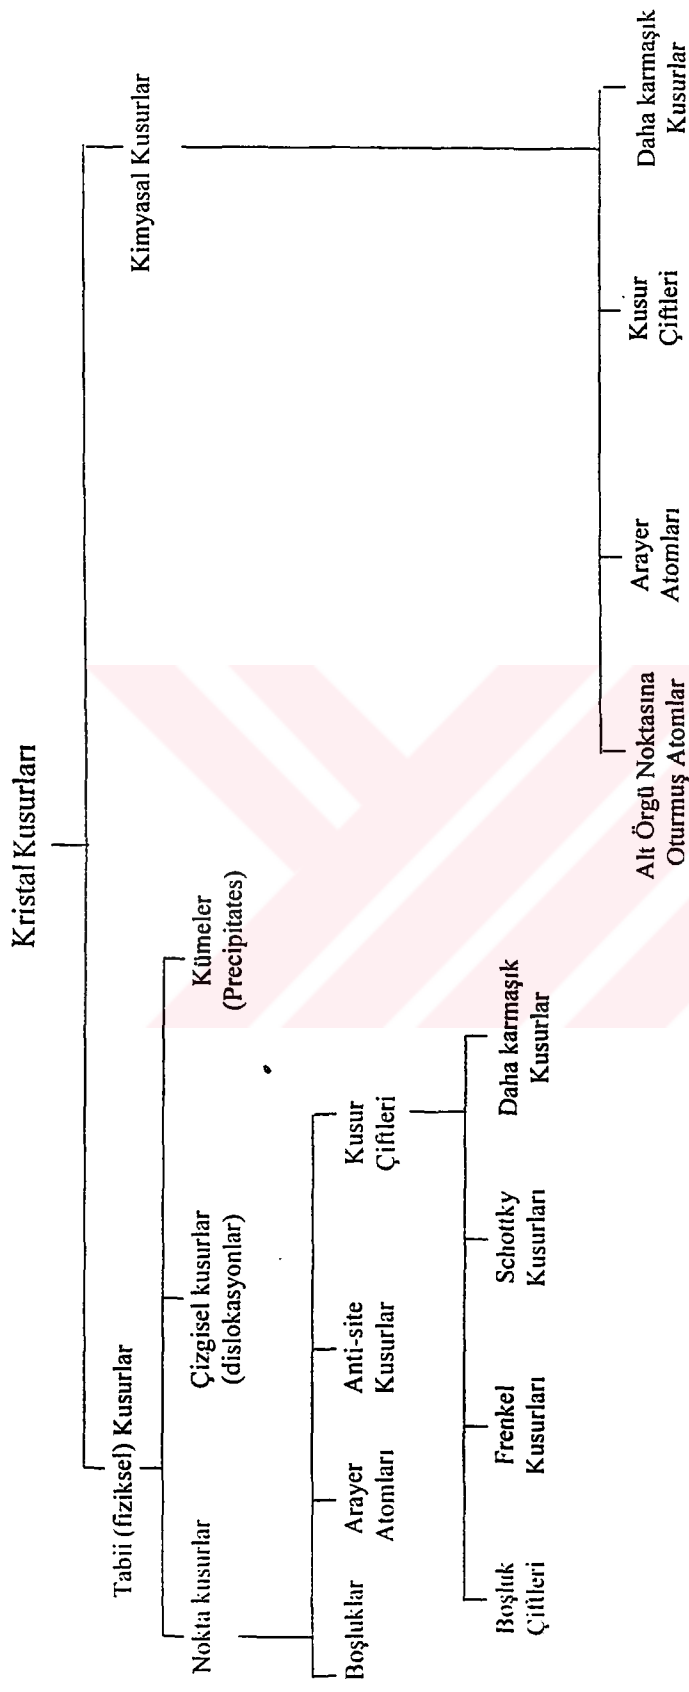 Kristal Kusurları
Tabii (fiziksel) Kusurlar
Kimyasal Kusurlar
Nokta kusurlar
Çizgisel kusurlar
(dislokasyonlar)
Kümeler
(Precipitates)
Boşluklar
Arayer
Atomları
Anti-site
Kusurlar
Kusur
Çiftleri
Boşluk
Çiftleri
Frenkel
Kusurları
Schottky
Kusurları
Daha karmaşık
Kusurlar
Alt Örgü Noktasına
Oturmuş Atomlar
Arayer
Atomları
Kusur
Çiftleri
Daha karmaşık
Kusurlar